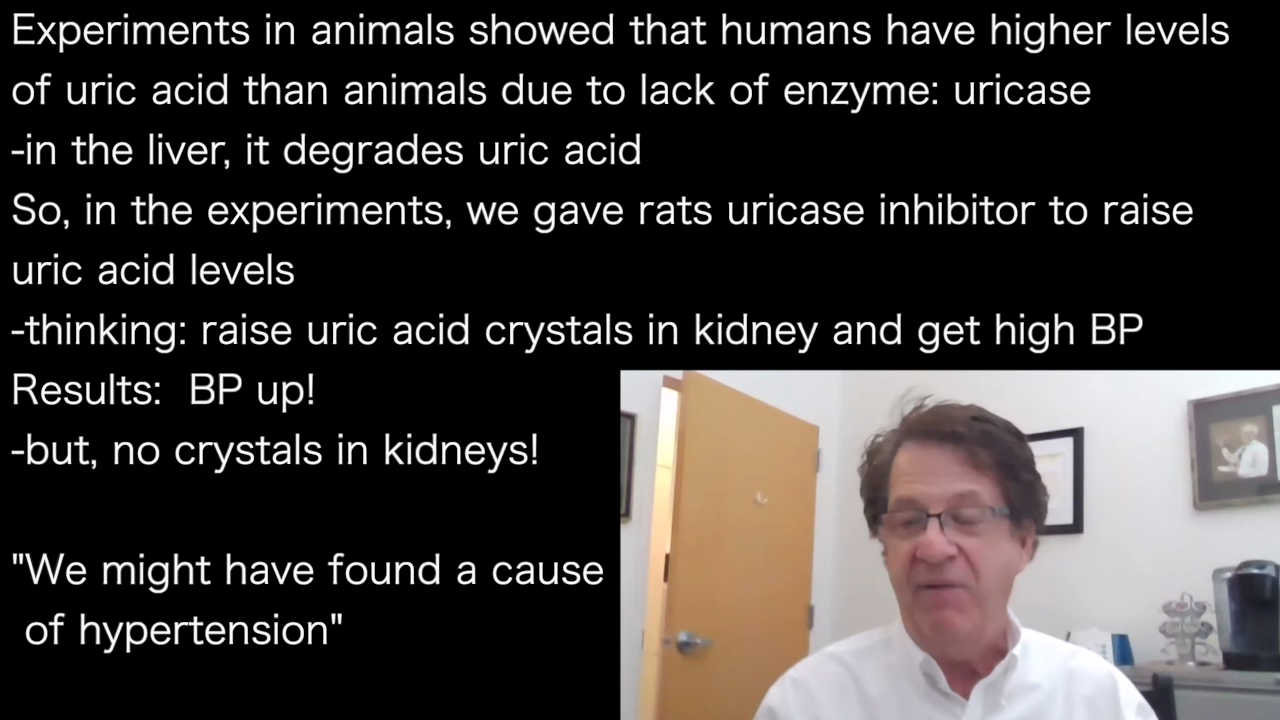 Experiments in animals showed that humans have higher levels
of uric acid than animals due to lack of enzyme: uricase
-in the liver, it degrades uric acid
So, in the experiments, we gave rats uricase inhibitor to raise
uric acid levels
-thinking: raise uric acid crystals in kidney and get high BP
Results:  BP up!
-but, no crystals in kidneys!
"We might have found a cause
of hypertension"